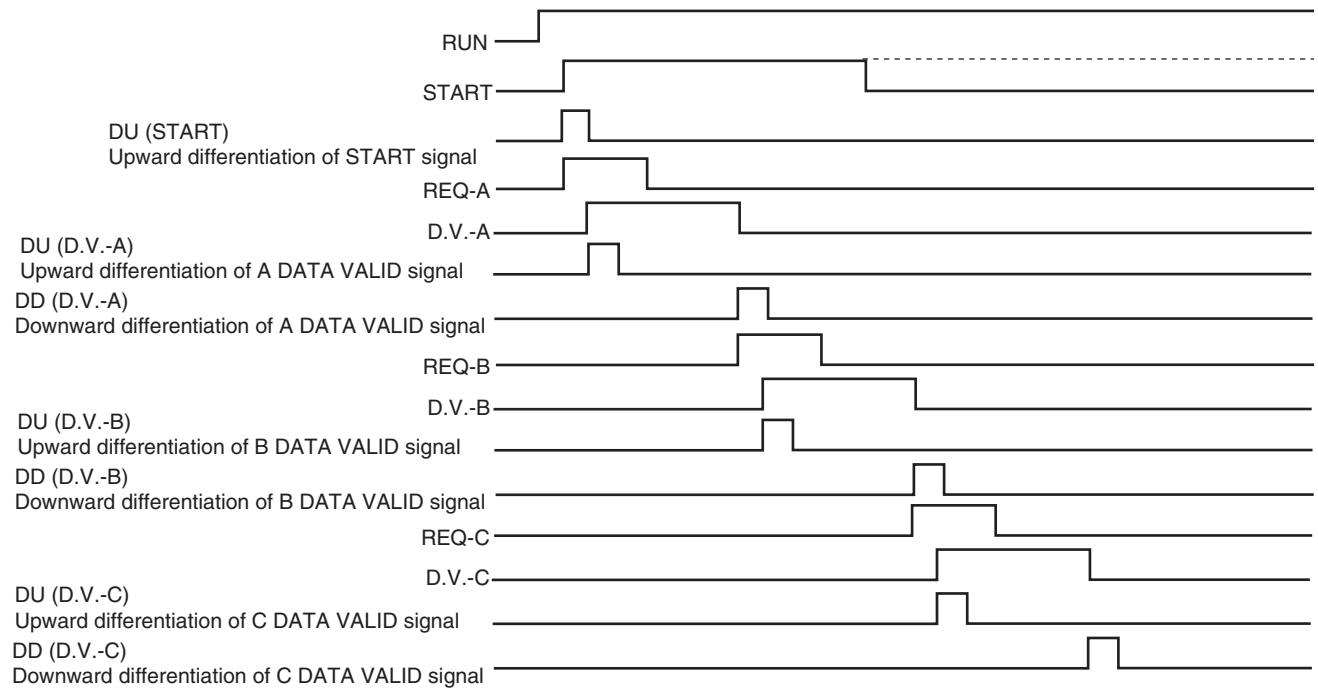 RUN
START
DU (START)
Upward differentiation of START signal
REQ-A
D.V.-A
DU (D.V.-A)
Upward differentiation of A DATA VALID signal
DD (D.V.-A)
Downward differentiation of A DATA VALID signal
REQ-B
D.V.-B
DU (D.V.-B)
Upward differentiation of B DATA VALID signal
DD (D.V.-B)
Downward differentiation of B DATA VALID signal
REQ-C
D.V.-C
DU (D.V.-C)
Upward differentiation of C DATA VALID signal
DD (D.V.-C)
Downward differentiation of C DATA VALID signal